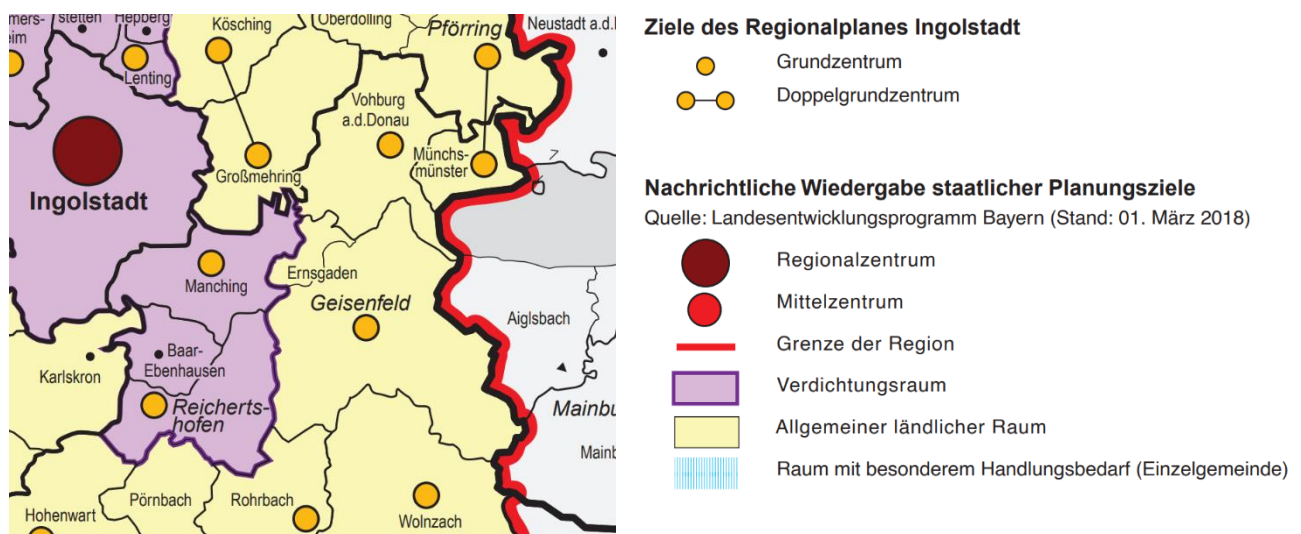 stetten
Hepberg
Kösching
Oberdolling
Pförring
Neustadt a.d.
Lenting
Vohburg
a.d.Donau
Münchs-
münster
Großmehring
Ingolstadt
Manching
Ernsgaden
Geisenfeld
Aiglsbach
Karlskron
Baar-
Ebenhausen
Reicherts-
hofen
Mainbu
Mainb
Pörnbach
Rohrbach
Hohenwart
Wolnzach
Ziele des Regionalplanes Ingolstadt
Grundzentrum
Doppelgrundzentrum
Nachrichtliche Wiedergabe staatlicher Planungsziele
Quelle: Landesentwicklungsprogramm Bayern (Stand: 01. März 2018)
Regionalzentrum
Mittelzentrum
Grenze der Region
Verdichtungsraum
Allgemeiner ländlicher Raum
Raum mit besonderem Handlungsbedarf (Einzelgemeinde)